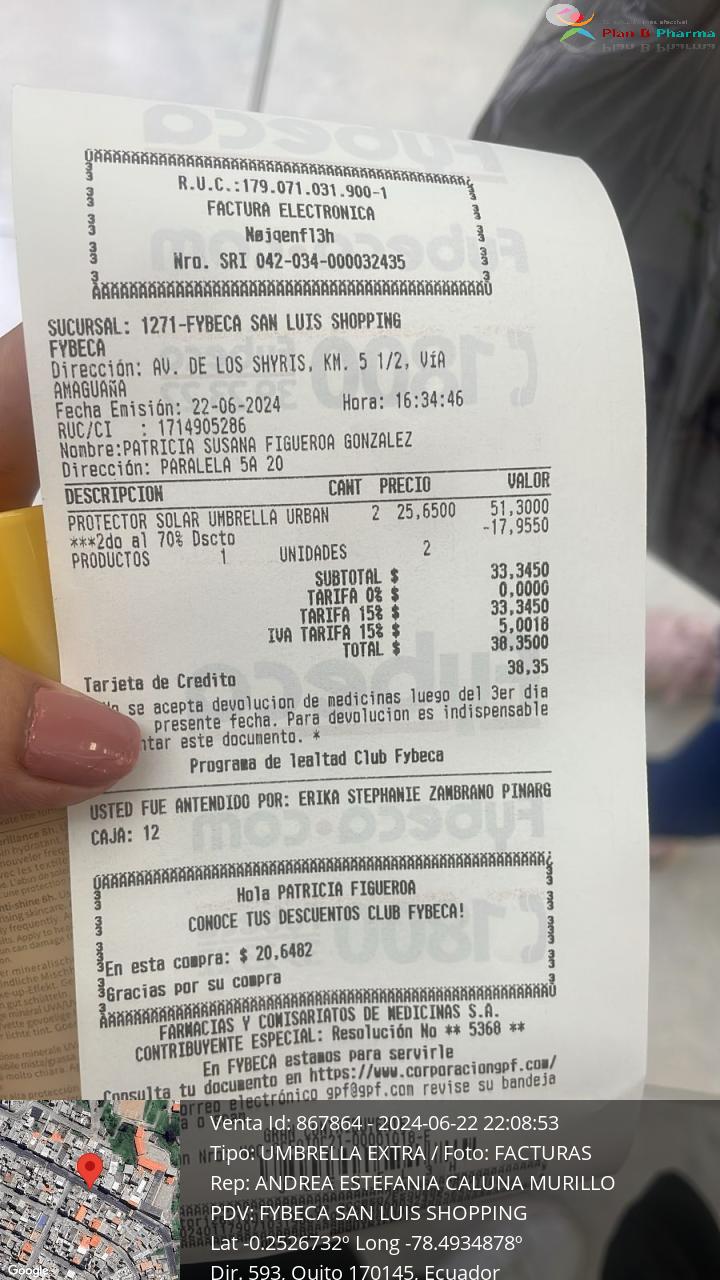 Plan B Pharma
R.U.C.:179.071.031.900-1
FACTURA ELECTRONICA
Nøjqenfl3h
Nro. SRI 042-034-000032435
SUCURSAL: 1271-FYBECA SAN LUIS SHOPPING
FYBECA
Dirección: AV. DE LOS SHYRIS, KM. 5 1/2, VíA
AMAGUAñA
Fecha Emisión: 22-06-2024 Hora: 16:34:46
RUC/CI : 1714905286
Nombre:PATRICIA SUSANA FIGUEROA GONZALEZ
Dirección: PARALELA 5A 20
DESCRIPCION CANT PRECIO VALOR
PROTECTOR SOLAR UMBRELLA URBAN 2 25,6500 51,3000
***2do al 70% Dscto -17,9550
PRODUCTOS 1 UNIDADES 2
SUBTOTAL $ 33,3450
TARIFA 0% $ 0,0000
TARIFA 15% $ 33,3450
IVA TARIFA 15% $ 5,0018
TOTAL $ 38,3500
Tarjeta de Credito 38,35
se acepta devolucion de medicinas luego del 3er dia
presente fecha. Para devolucion es indispensable
ntar este documento. *
Programa de lealtad Club Fybeca
USTED FUE ANTENDIDO POR: ERIKA STEPHANIE ZAMBRANO PINARG
CAJA: 12
Hola PATRICIA FIGUEROA
CONOCE TUS DESCUENTOS CLUB FYBECA!
En esta compra: $ 20,6482
Gracias por su compra
FARMACIAS Y COMISARIATOS DE MEDICINAS S.A.
CONTRIBUYENTE ESPECIAL: Resolución No ** 5368 **
En FYBECA estamos para servirle
Consulta tu documento en https://www.corporaciongpf.com/
orreo electrónico gpf@gpf.com revise su bandeja
Venta Id: 867864 - 2024-06-22 22:08:53
Tipo: UMBRELLA EXTRA / Foto: FACTURAS
Rep: ANDREA ESTEFANIA CALUNA MURILLO
PDV: FYBECA SAN LUIS SHOPPING
Lat -0.2526732º Long -78.4934878º
Dir. 593, Quito 170145, Ecuador
Google